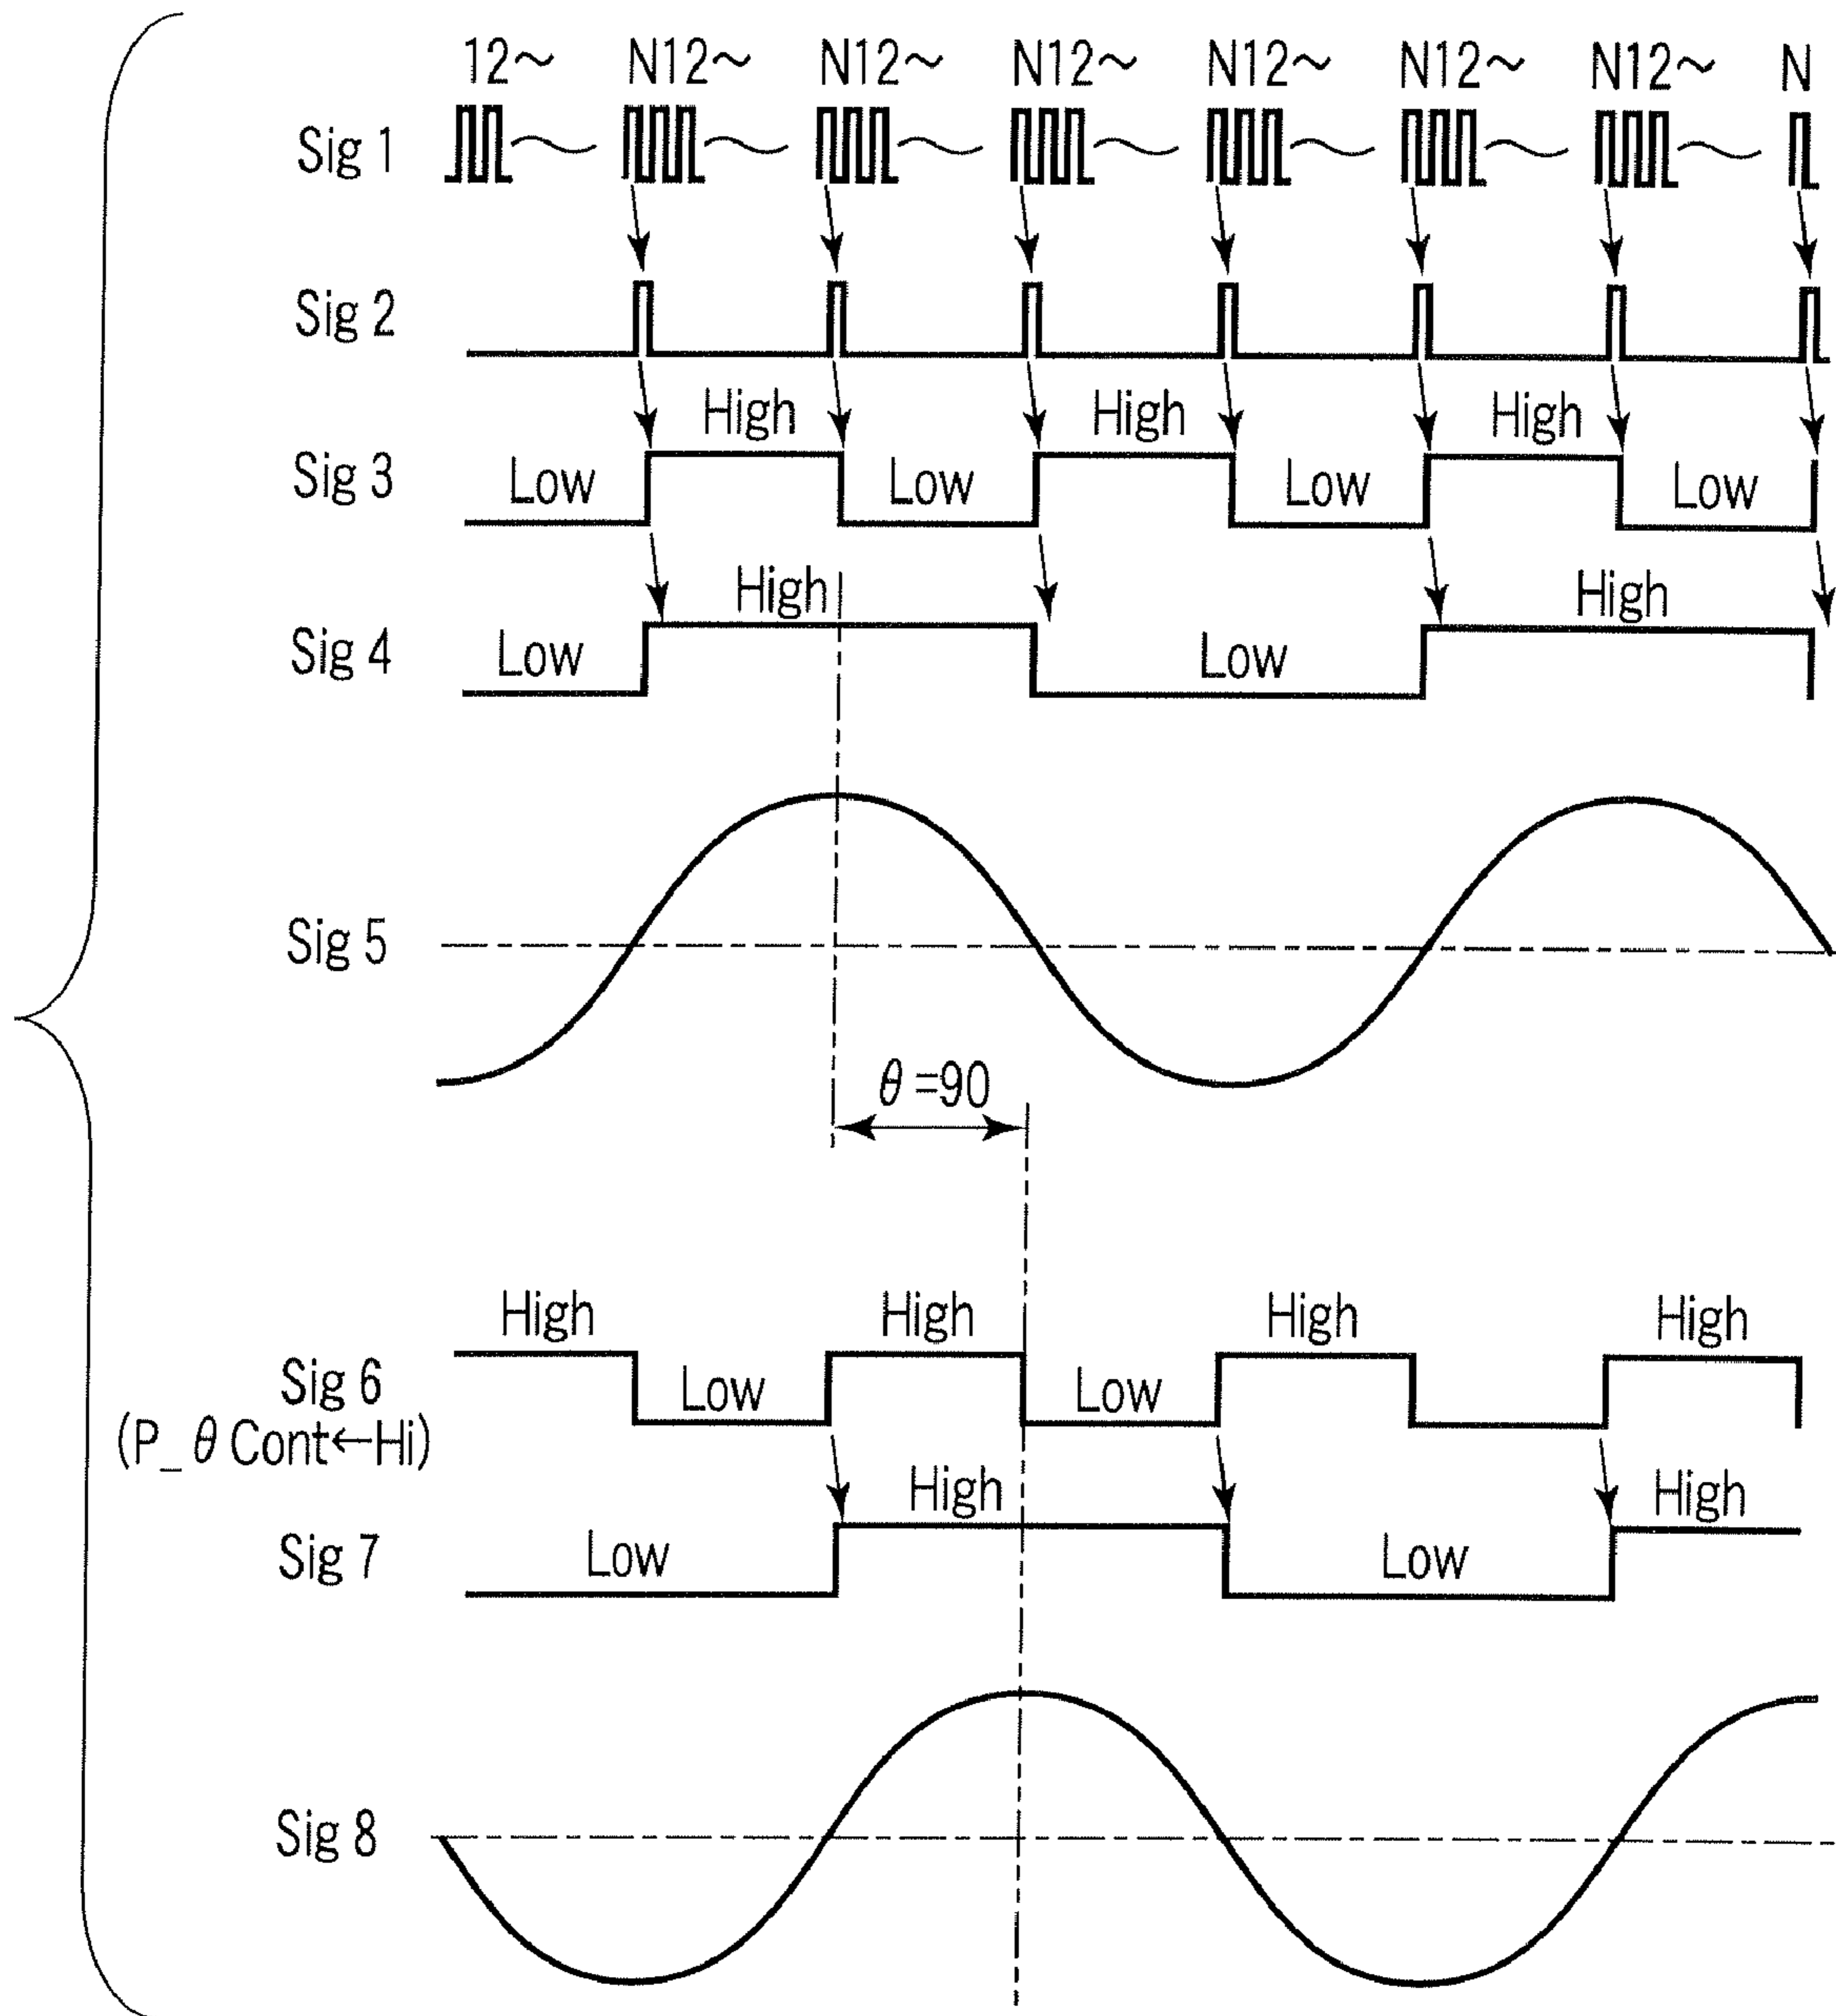 12～ N12～ N12～ N12～ N12～ N12～ N12～ N
Sig 1
Sig 2
High High High
Sig 3 Low Low Low Low
High High
Sig 4 Low Low
Sig 5
θ=90
High High High High
Sig 6 Low Low
(P_θ Cont←Hi)
High High
Sig 7 Low Low
Sig 8